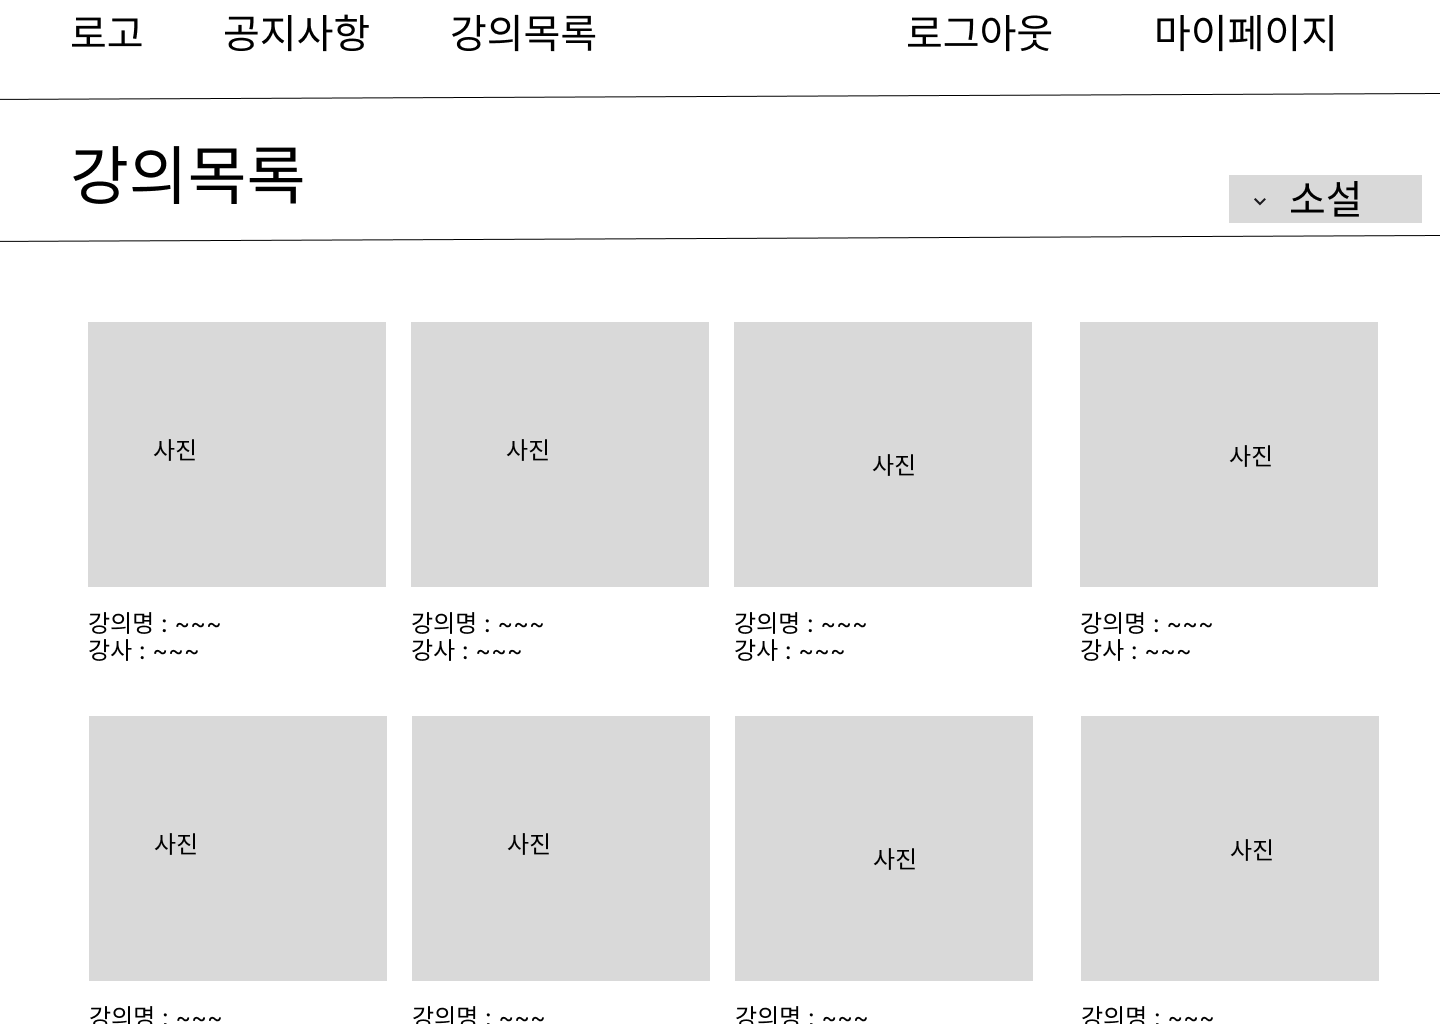 로고 공지사항 강의목록 로그아웃 마이페이지
강의목록
소설
사진 사진 사진 사진
강의명 : ~~~ 강의명 : ~~~ 강의명 : ~~~ 강의명 : ~~~
강사 : ~~~ 강사 : ~~~ 강사 : ~~~ 강사 : ~~~
사진 사진 사진 사진
강의명 : ~~~ 강의명 : ~~~ 강의명 : ~~~ 강의명 : ~~~